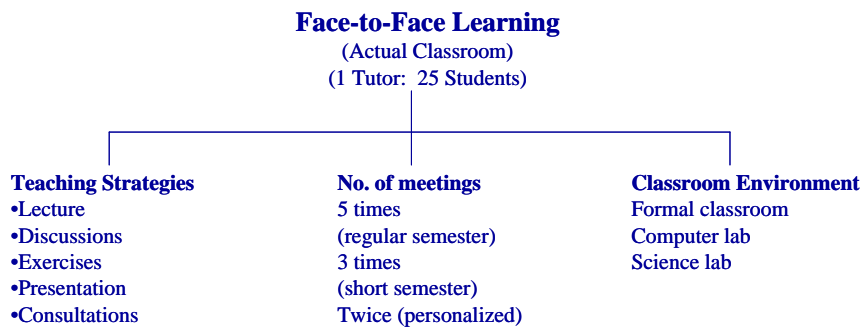 Face-to-Face Learning
(Actual Classroom)
(1 Tutor:  25 Students)
Teaching Strategies
•Lecture
•Discussions
•Exercises
•Presentation
•Consultations
No. of meetings
5 times
(regular semester)
3 times
(short semester)
Twice (personalized)
Classroom Environment
Formal classroom
Computer lab
Science lab